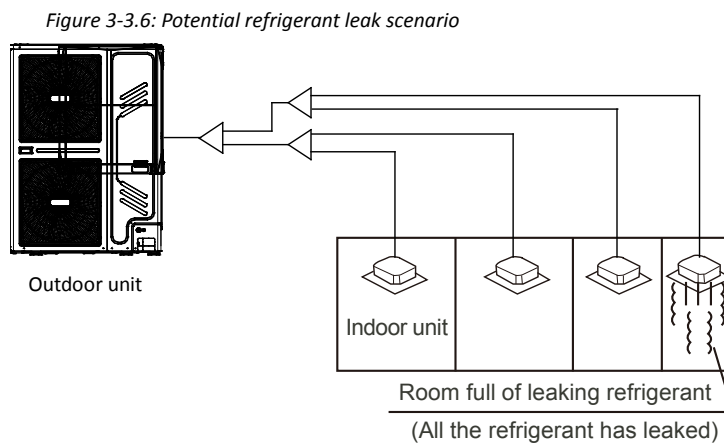 Figure 3-3.6: Potential refrigerant leak scenario
Outdoor unit
Indoor unit
Room full of leaking refrigerant
(All the refrigerant has leaked)